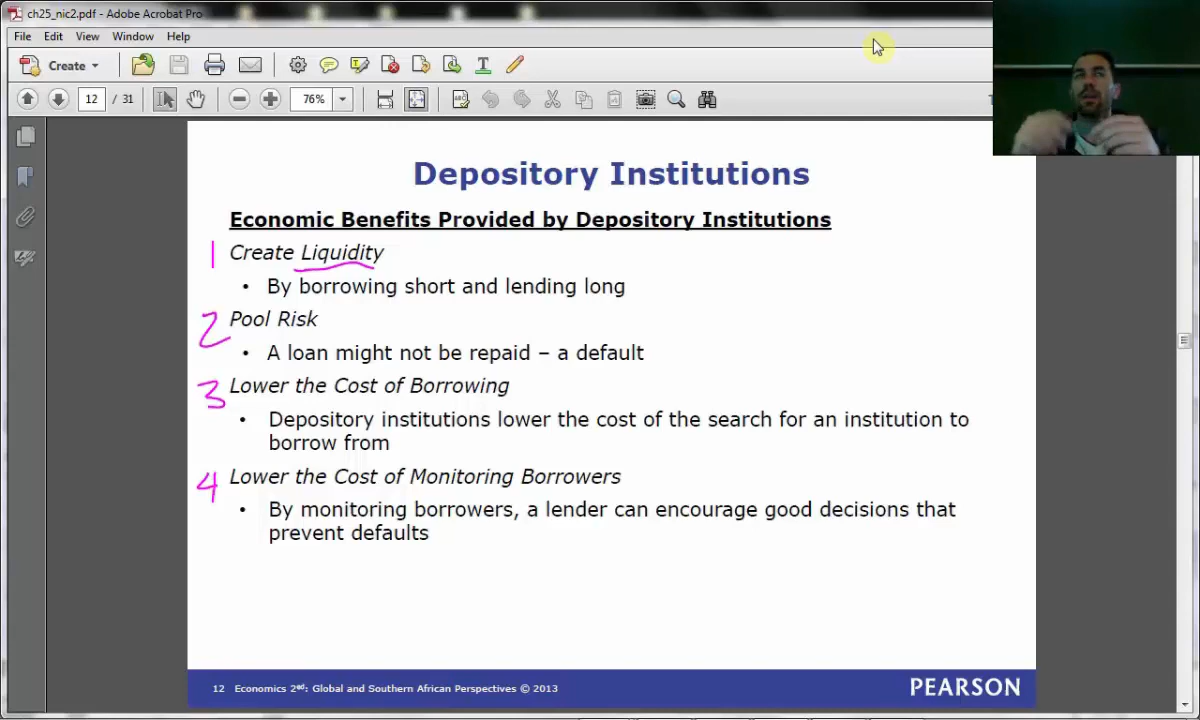 ch25_nic2.pdf - Adobe Acrobat Pro
File Edit View Window Help
Create
12 / 31 76%
Depository Institutions
Economic Benefits Provided by Depository Institutions
1 Create Liquidity
• By borrowing short and lending long
2 Pool Risk
• A loan might not be repaid – a default
3 Lower the Cost of Borrowing
• Depository institutions lower the cost of the search for an institution to
borrow from
4 Lower the Cost of Monitoring Borrowers
• By monitoring borrowers, a lender can encourage good decisions that
prevent defaults
12 Economics 2ed: Global and Southern African Perspectives © 2013
PEARSON